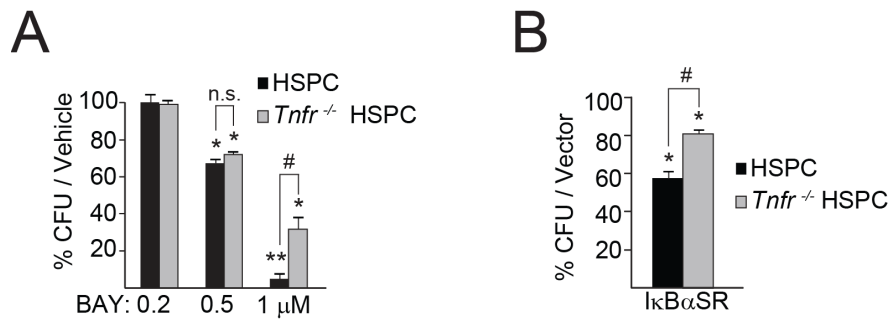 A
% CFU / Vehicle
100
80
60
40
20
n.s.
* *
#
** *
HSPC
Tnfr -/- HSPC
BAY: 0.2 0.5 1 μM
B
% CFU / Vector
100
80
60
40
20
#
* *
HSPC
Tnfr -/- HSPC
IκBαSR